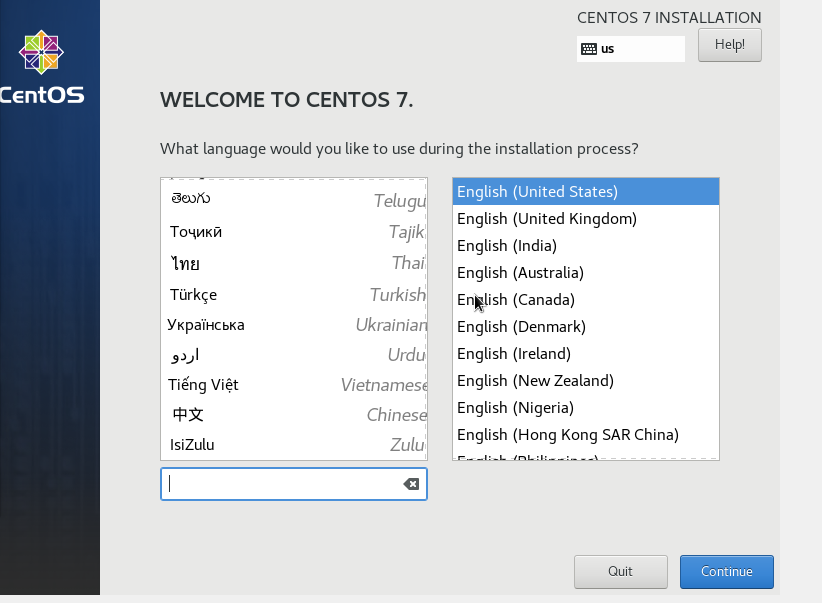 CentOS
CENTOS 7 INSTALLATION
us
Help!
WELCOME TO CENTOS 7.
What language would you like to use during the installation process?
తెలుగు Telugu
Тоҷикӣ Tajik
ไทย Thai
Türkçe Turkish
Українська Ukrainian
اردو Urdu
Tiếng Việt Vietnamese
中文 Chinese
IsiZulu Zulu
English (United States)
English (United Kingdom)
English (India)
English (Australia)
English (Canada)
English (Denmark)
English (Ireland)
English (New Zealand)
English (Nigeria)
English (Hong Kong SAR China)
English (Philippines)
Quit
Continue